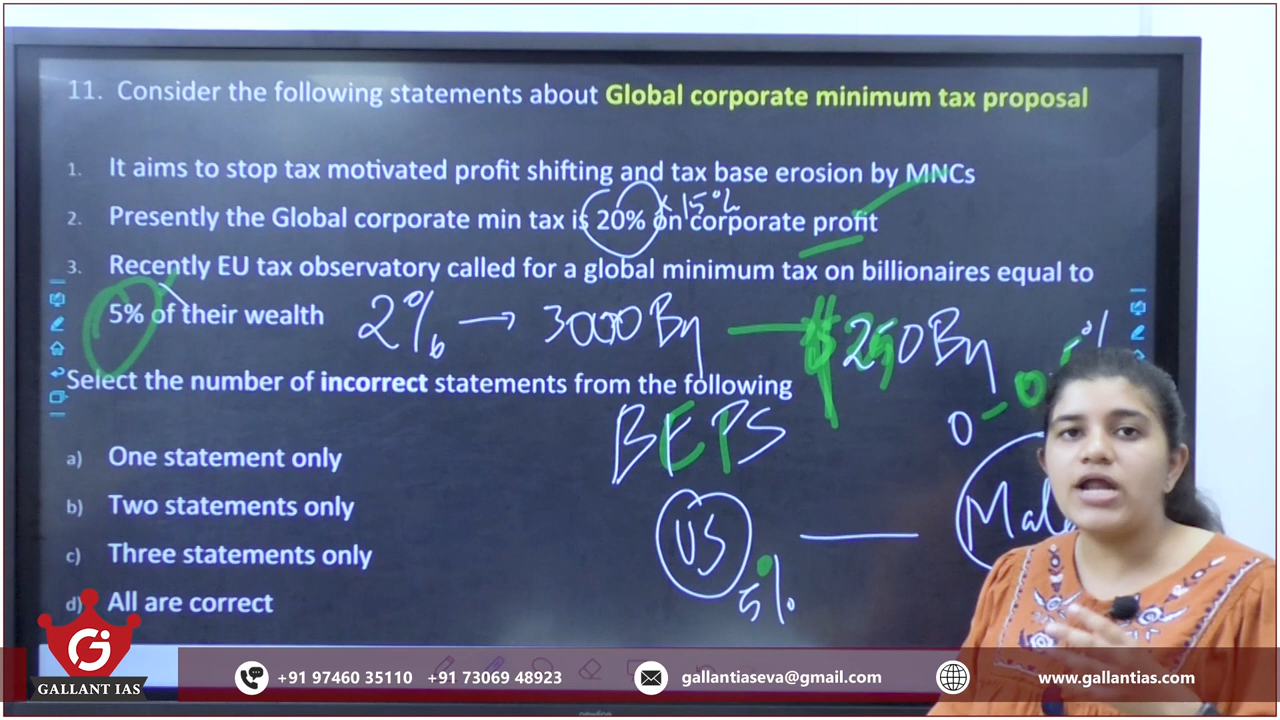 11. Consider the following statements about Global corporate minimum tax proposal
1. It aims to stop tax motivated profit shifting and tax base erosion by MNCs
15%
2. Presently the Global corporate min tax is 20% on corporate profit
3. Recently EU tax observatory called for a global minimum tax on billionaires equal to
5% of their wealth
2% → 3000 By — $250 By
Select the number of incorrect statements from the following
BEPS
0 -
a) One statement only
b) Two statements only
US —
c) Three statements only
5%
d) All are correct
Gi
GALLANT IAS
+91 97460 35110 +91 73069 48923
gallantiaseva@gmail.com
www.gallantias.com